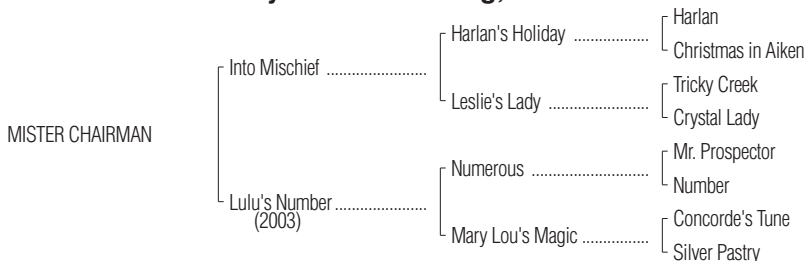 Harlan
Harlan's Holiday ..................
Christmas in Aiken
Into Mischief ........................
Tricky Creek
Leslie's Lady ........................
Crystal Lady
MISTER CHAIRMAN
Mr. Prospector
Numerous ............................
Number
Lulu's Number ......................
(2003)
Concorde's Tune
Mary Lou's Magic ................
Silver Pastry